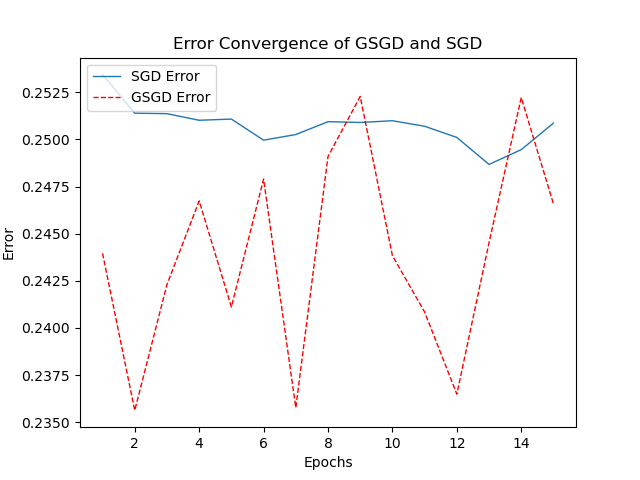 Error Convergence of GSGD and SGD
SGD Error
GSGD Error
0.2525
0.2500
0.2475
0.2450
0.2425
0.2400
0.2375
0.2350
Error
2 4 6 8 10 12 14
Epochs